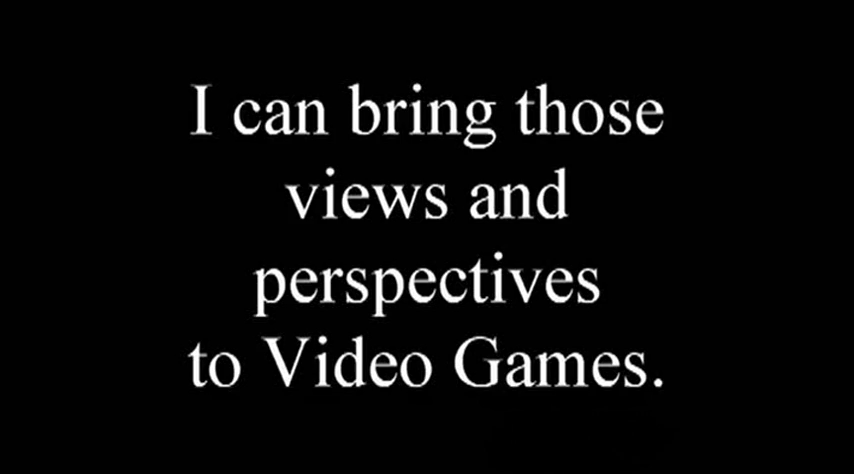 I can bring those
views and
perspectives
to Video Games.